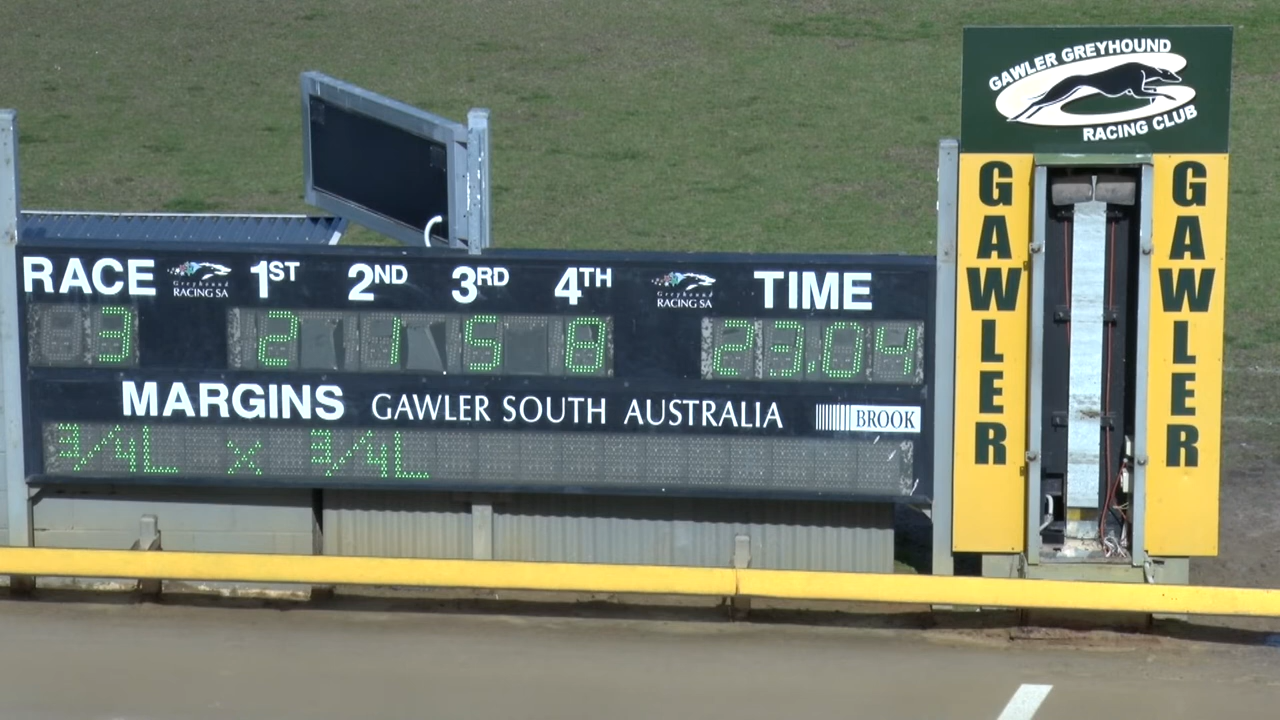 GAWLER GREYHOUND
RACING CLUB
GAWLER
GAWLER
RACE
Greyhound
RACING SA
1ST 2ND 3RD 4TH
Greyhound
RACING SA
TIME
3 2 1 5 8 23.04
MARGINS GAWLER SOUTH AUSTRALIA BROOK
3/4L x 3/4L